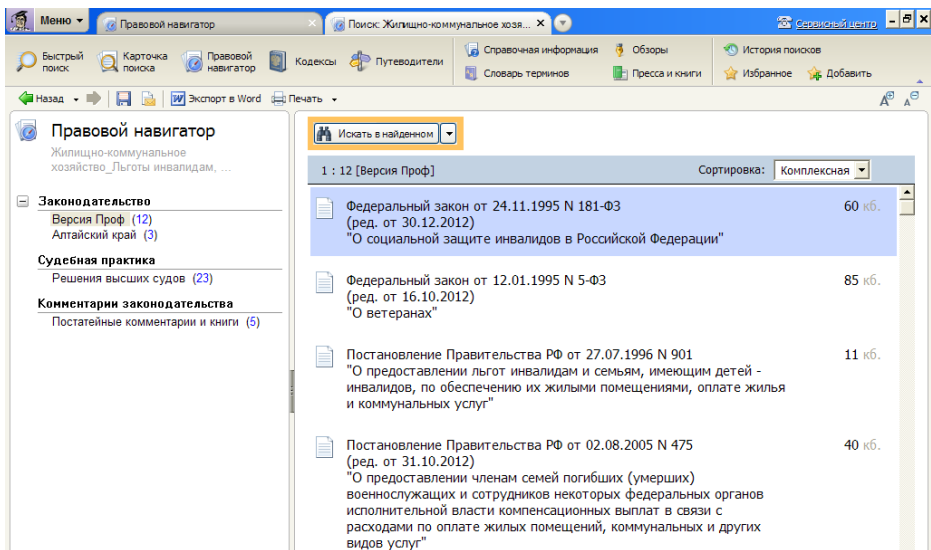 Меню
Правовой навигатор
Поиск: Жилищно-коммунальное хозя...
Сервисный центр
Быстрый поиск
Карточка поиска
Правовой навигатор
Кодексы
Путеводители
Справочная информация
Словарь терминов
Обзоры
Пресса и книги
История поисков
Избранное
Добавить
Назад
Экспорт в Word
Печать
Правовой навигатор
Жилищно-коммунальное
хозяйство_Льготы инвалидам, ...
Законодательство
Версия Проф (12)
Алтайский край (3)
Судебная практика
Решения высших судов (23)
Комментарии законодательства
Постатейные комментарии и книги (5)
Искать в найденном
1 : 12 [Версия Проф]
Сортировка: Комплексная
Федеральный закон от 24.11.1995 N 181-ФЗ 60 кб.
(ред. от 30.12.2012)
"О социальной защите инвалидов в Российской Федерации"
Федеральный закон от 12.01.1995 N 5-ФЗ 85 кб.
(ред. от 16.10.2012)
"О ветеранах"
Постановление Правительства РФ от 27.07.1996 N 901 11 кб.
"О предоставлении льгот инвалидам и семьям, имеющим детей -
инвалидов, по обеспечению их жилыми помещениями, оплате жилья
и коммунальных услуг"
Постановление Правительства РФ от 02.08.2005 N 475 40 кб.
(ред. от 31.10.2012)
"О предоставлении членам семей погибших (умерших)
военнослужащих и сотрудников некоторых федеральных органов
исполнительной власти компенсационных выплат в связи с
расходами по оплате жилых помещений, коммунальных и других
видов услуг"